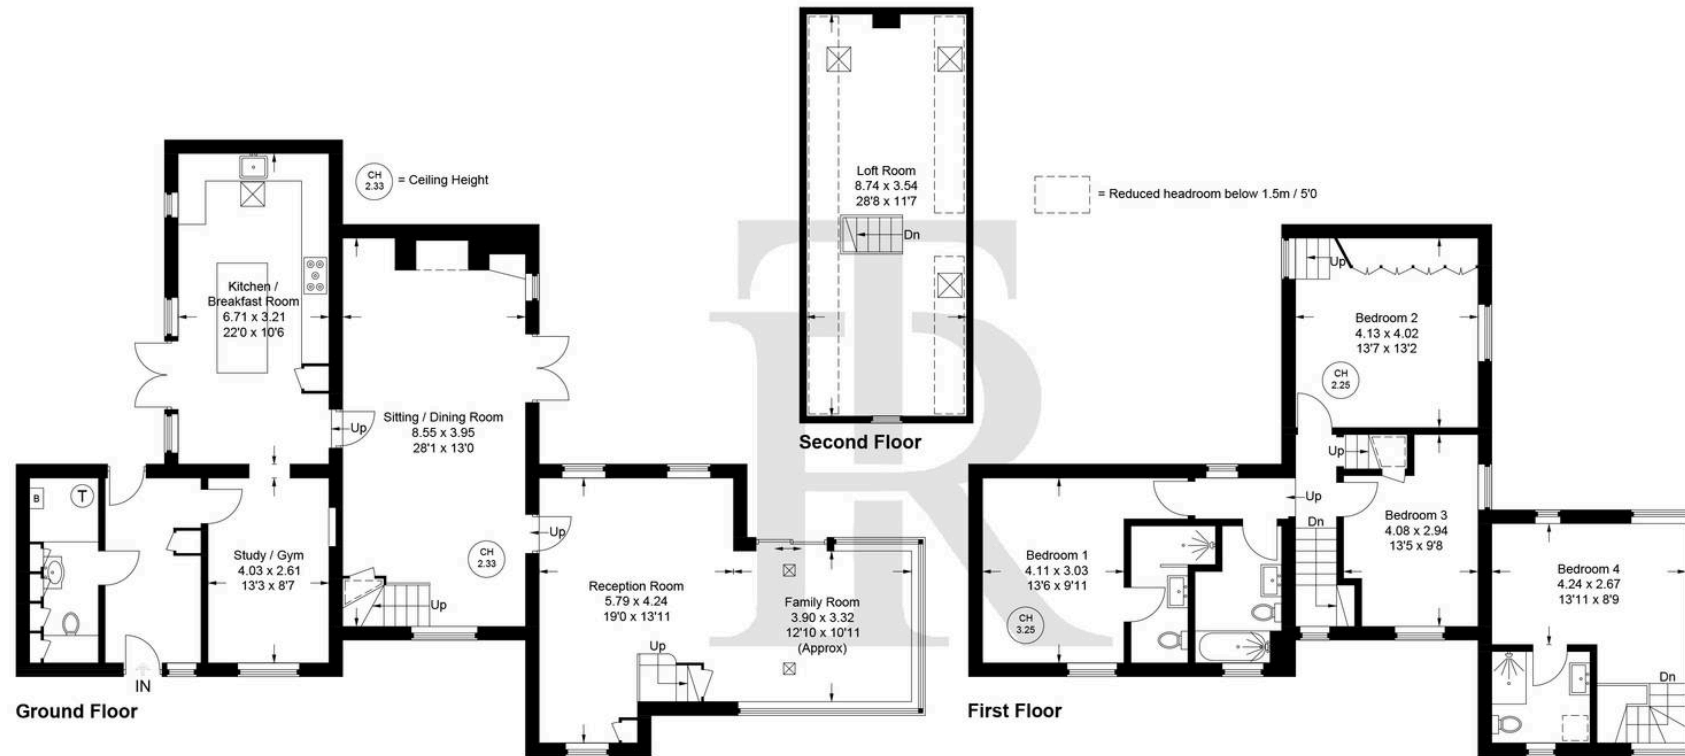 CH
2.33
= Ceiling Height
Kitchen /
Breakfast Room
6.71 x 3.21
22'0 x 10'6
Up
Sitting / Dining Room
8.55 x 3.95
28'1 x 13'0
CH
2.33
Up
Up
B
T
Study / Gym
4.03 x 2.61
13'3 x 8'7
IN
Reception Room
5.79 x 4.24
19'0 x 13'11
Up
Family Room
3.90 x 3.32
12'10 x 10'11
(Approx)
Ground Floor
Loft Room
8.74 x 3.54
28'8 x 11'7
Dn
Second Floor
= Reduced headroom below 1.5m / 5'0
Up
Bedroom 2
4.13 x 4.02
13'7 x 13'2
CH
2.25
Up
Up
Dn
Bedroom 3
4.08 x 2.94
13'5 x 9'8
Bedroom 1
4.11 x 3.03
13'6 x 9'11
CH
3.25
Bedroom 4
4.24 x 2.67
13'11 x 8'9
Dn
First Floor